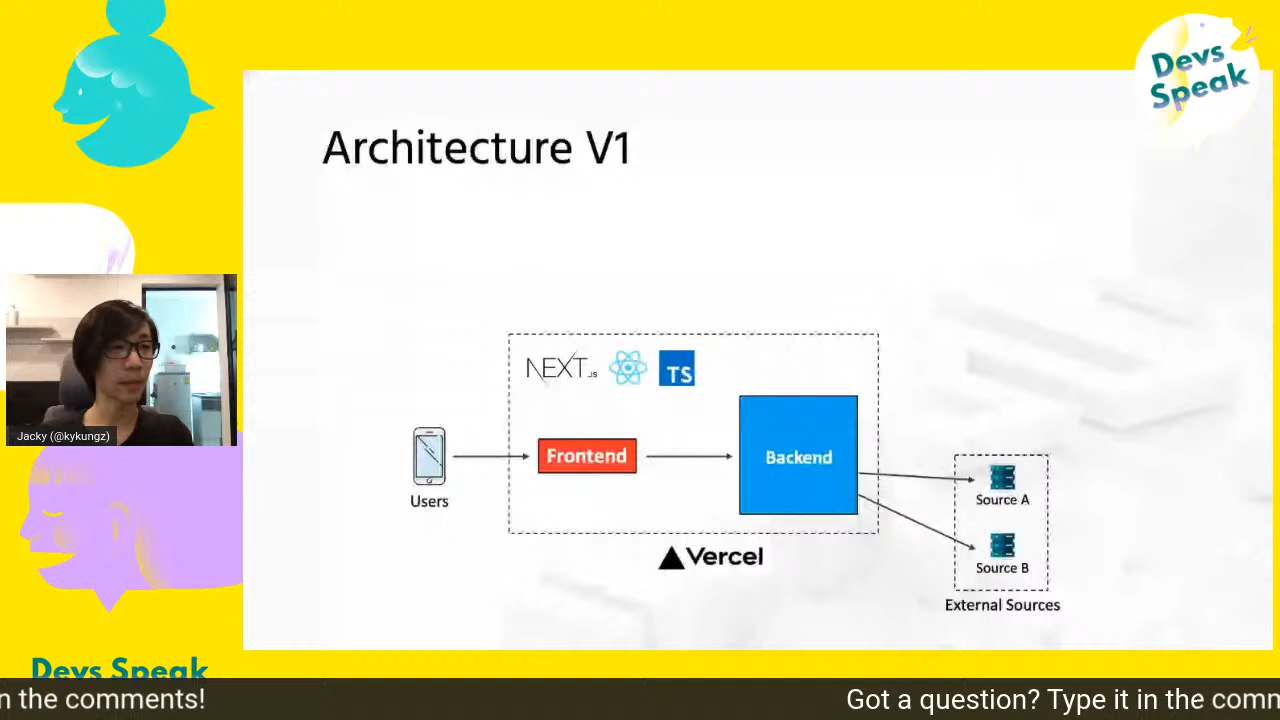 Devs
Speak
Architecture V1
NEXT.JS
TS
Frontend
Backend
Users
Source A
Source B
Vercel
External Sources
Jacky (@kykungz)
Devs Speak
n the comments!
Got a question? Type it in the comm